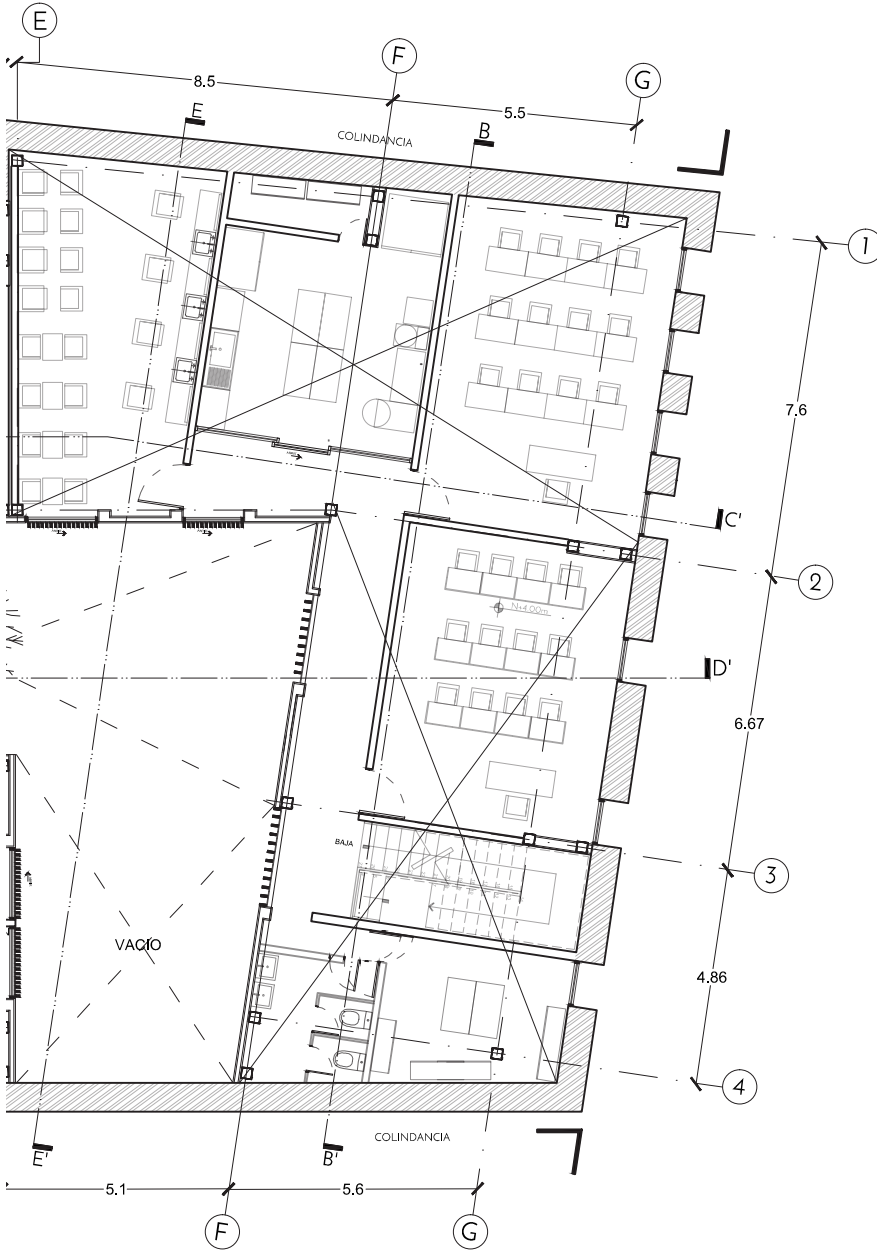 E
F
8.5
G
5.5
E
B
COLINDANCIA
1
7.6
C'
2
N+4.00m
D'
6.67
BAJA
3
VACIO
4.86
4
COLINDANCIA
E'
B'
5.1
5.6
F
G